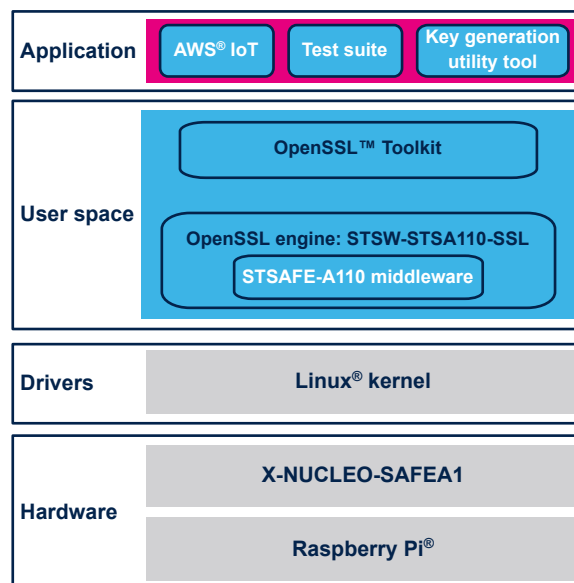 Application
AWS® IoT
Test suite
Key generation
utility tool
User space
OpenSSL™ Toolkit
OpenSSL engine: STSW-STSA110-SSL
STSAFE-A110 middleware
Drivers
Linux® kernel
Hardware
X-NUCLEO-SAFEA1
Raspberry Pi®